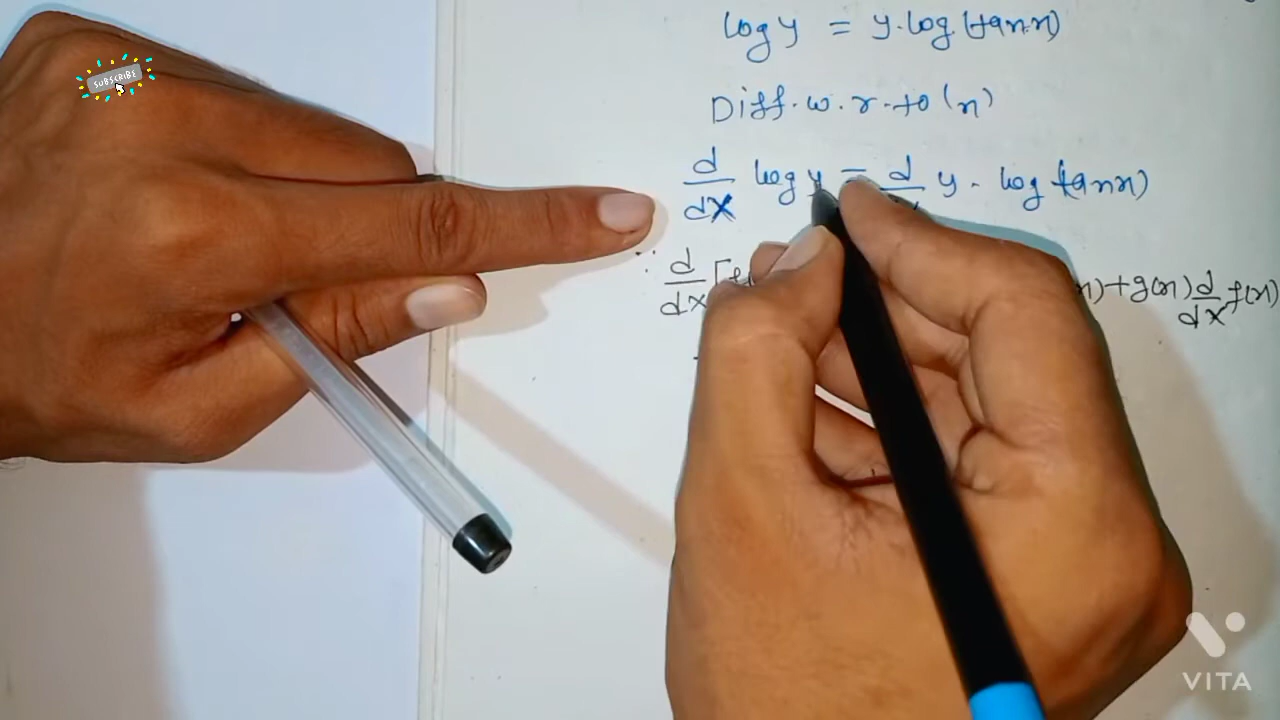 SUBSCRIBE
log y = y.log(tan x)
Diff. w. r. to (x)
d/dx log y = d/dx y. log (tan x)
∵ d/dx [ x) + g(x) d/dx f(x)
VITA